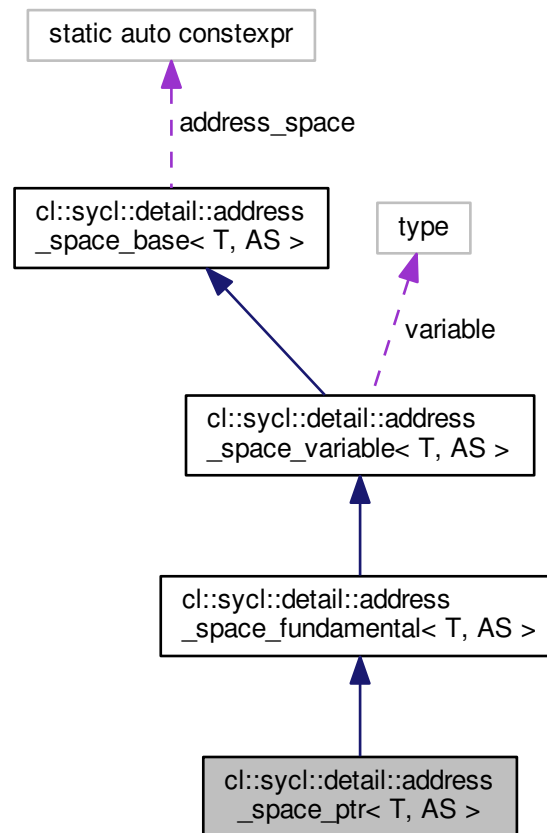 static auto constexpr
address_space
cl::sycl::detail::address
_space_base< T, AS >
type
variable
cl::sycl::detail::address
_space_variable< T, AS >
cl::sycl::detail::address
_space_fundamental< T, AS >
cl::sycl::detail::address
_space_ptr< T, AS >